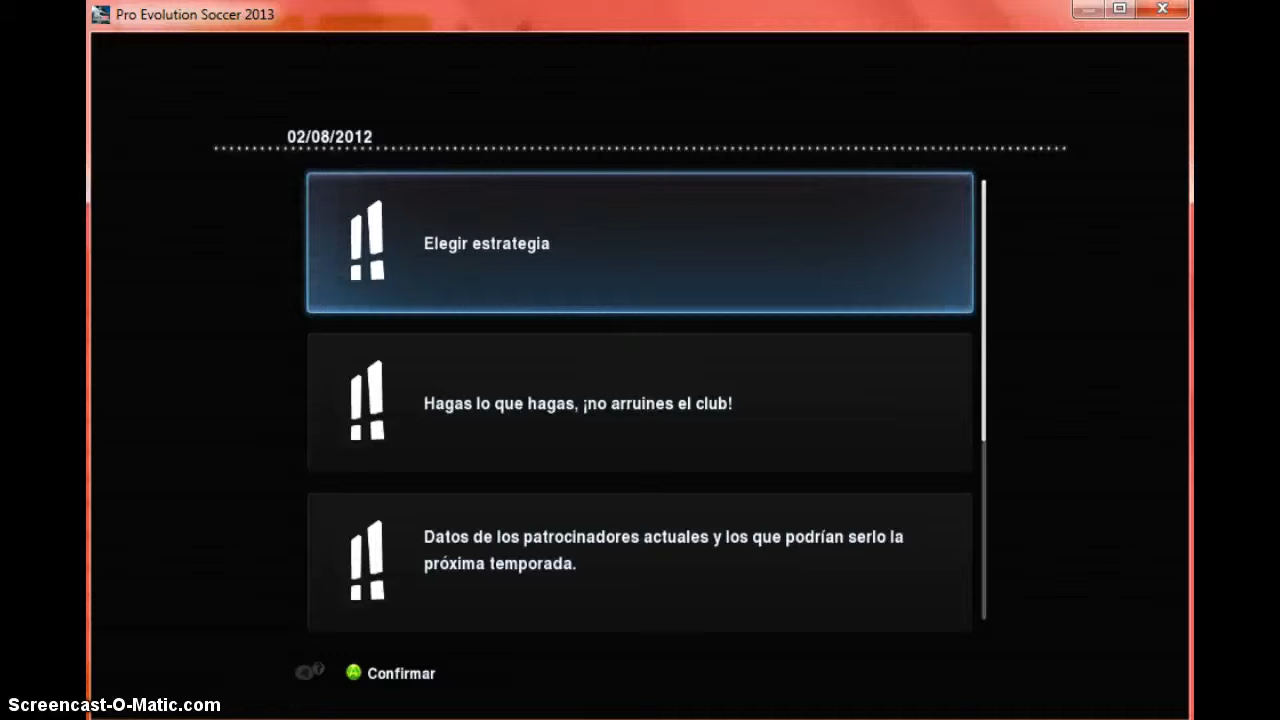 Pro Evolution Soccer 2013
02/08/2012
Elegir estrategia
Hagas lo que hagas, ¡no arruines el club!
Datos de los patrocinadores actuales y los que podrían serlo la
próxima temporada.
Confirmar
Screencast-O-Matic.com